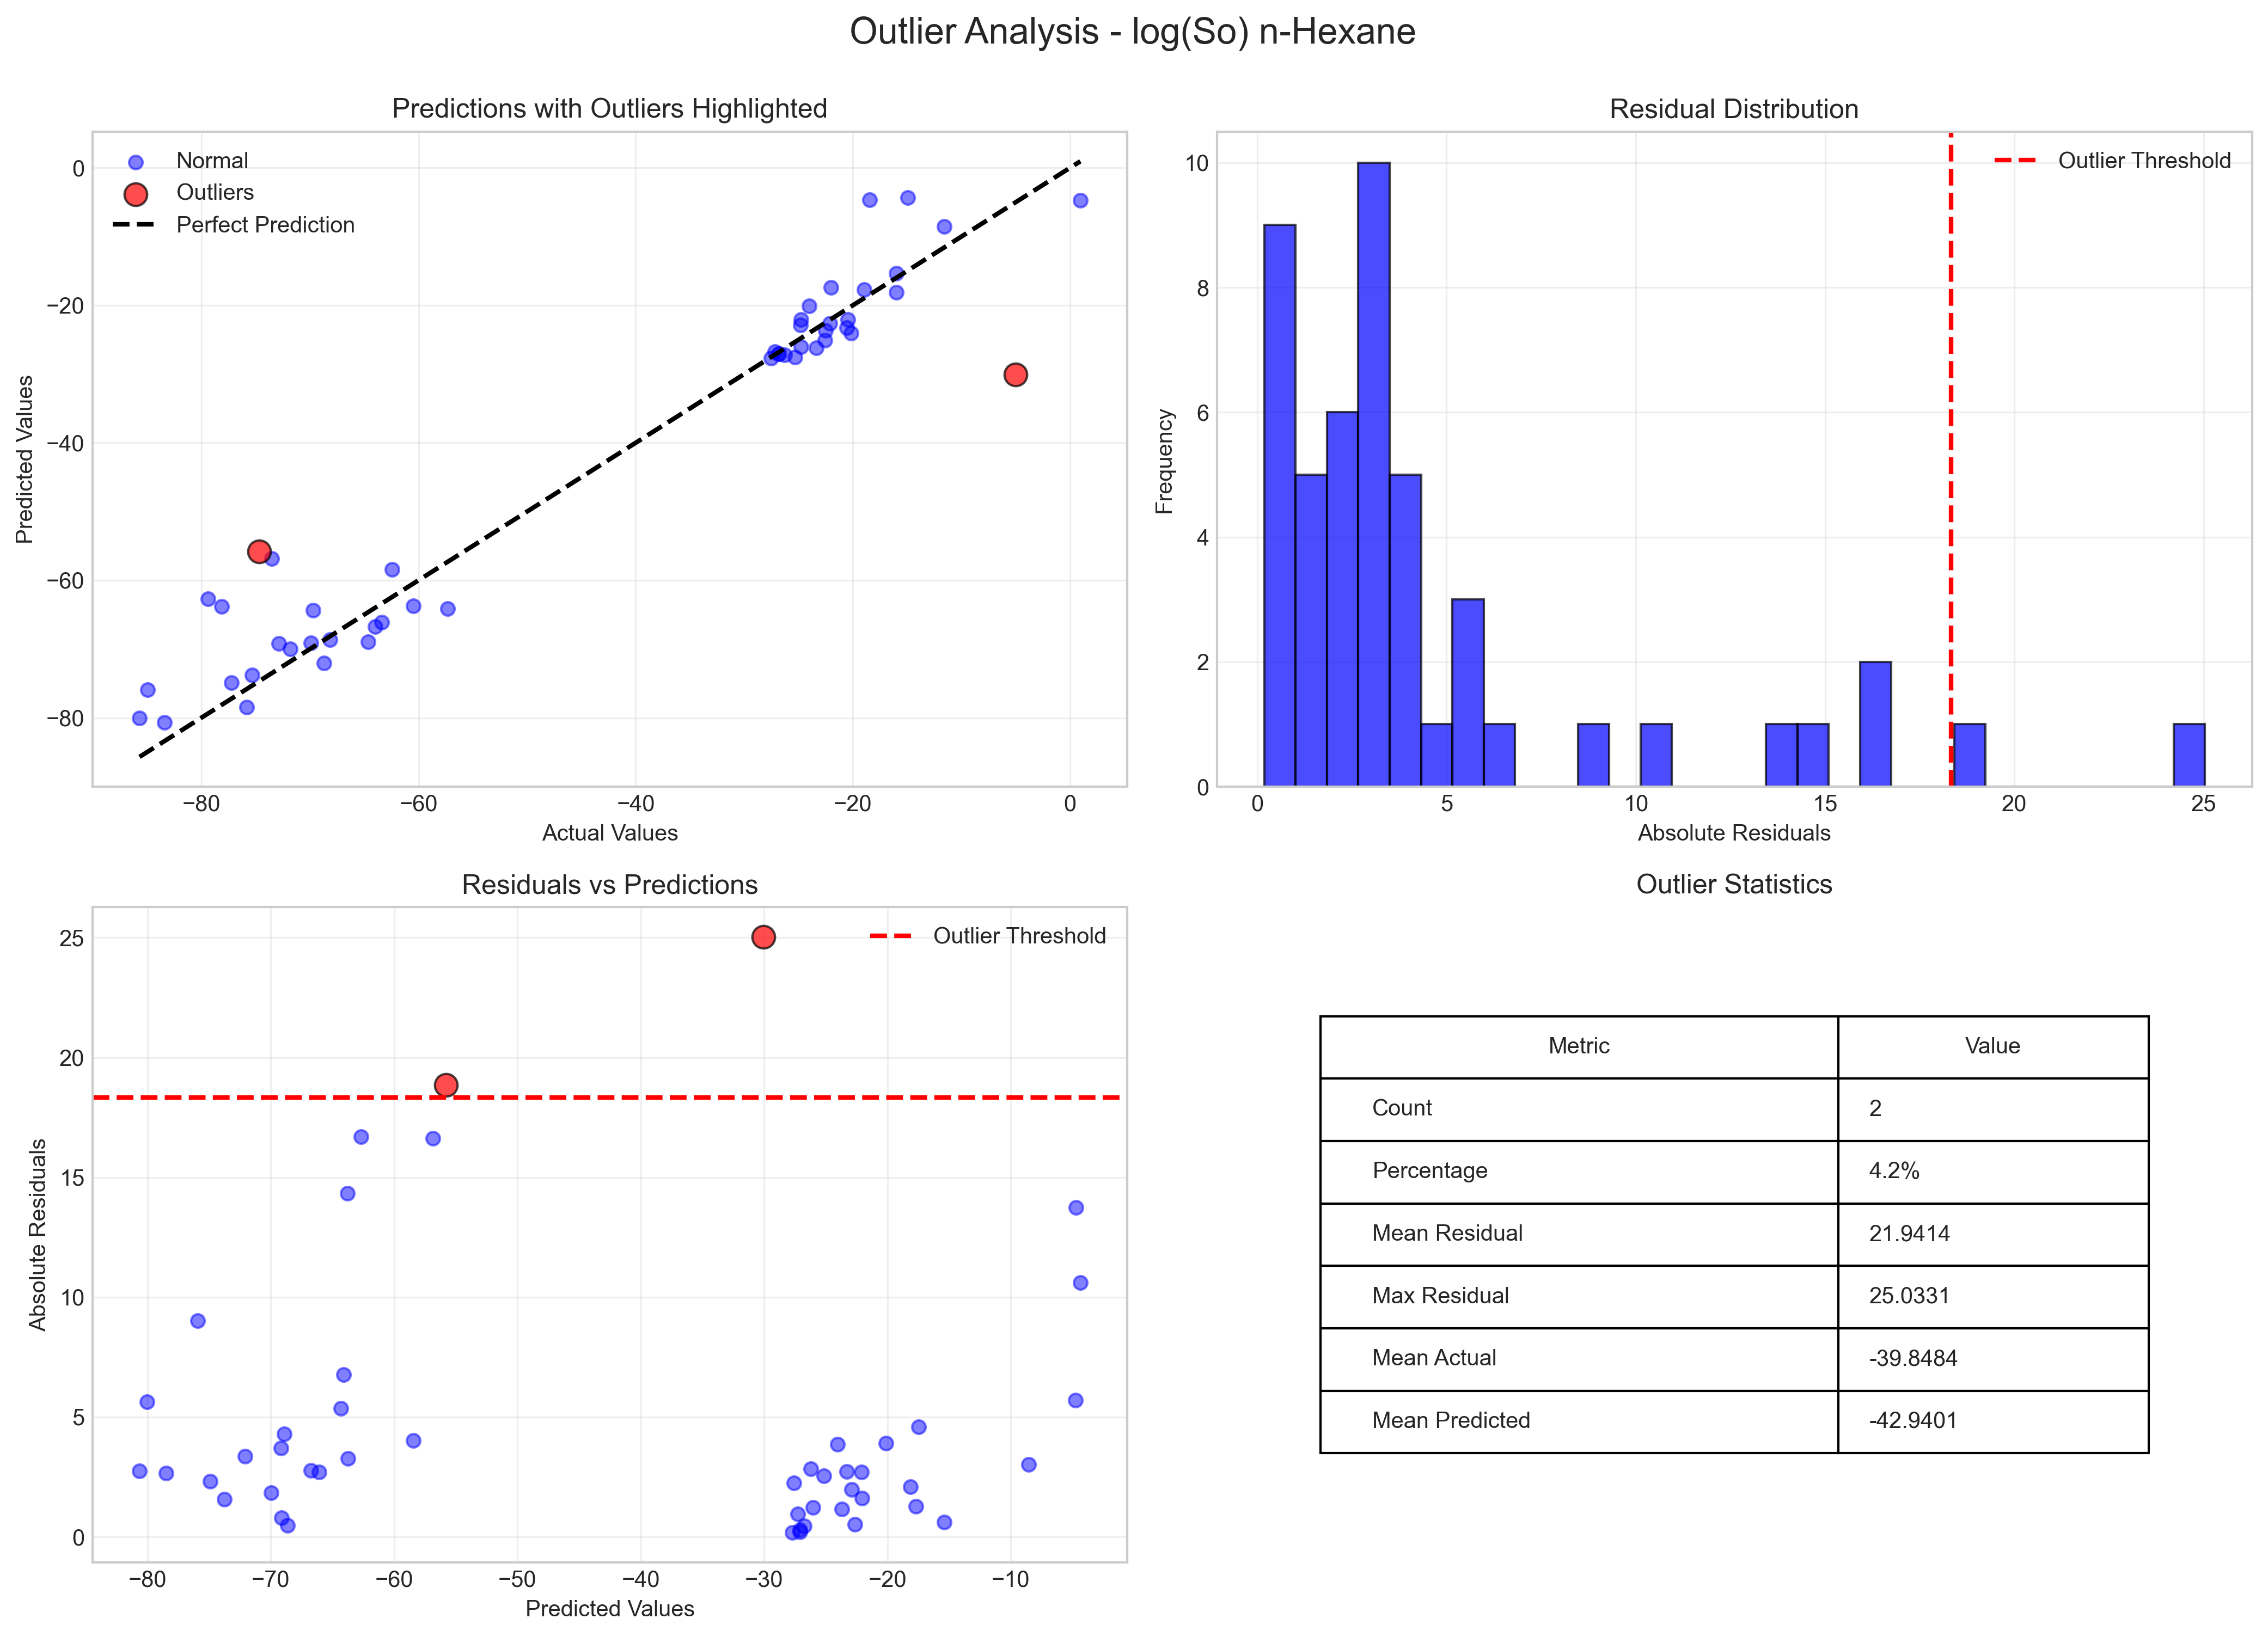 Outlier Analysis - log(So) n-Hexane
Predictions with Outliers Highlighted
Normal
Outliers
Perfect Prediction
0
−20
−40
−60
−80
Predicted Values
−80 −60 −40 −20 0
Actual Values
Residual Distribution
Outlier Threshold
10
8
6
4
2
0
Frequency
0 5 10 15 20 25
Absolute Residuals
Residuals vs Predictions
Outlier Threshold
25
20
15
10
5
0
Absolute Residuals
−80 −70 −60 −50 −40 −30 −20 −10
Predicted Values
Outlier Statistics
Metric Value
Count 2
Percentage 4.2%
Mean Residual 21.9414
Max Residual 25.0331
Mean Actual -39.8484
Mean Predicted -42.9401